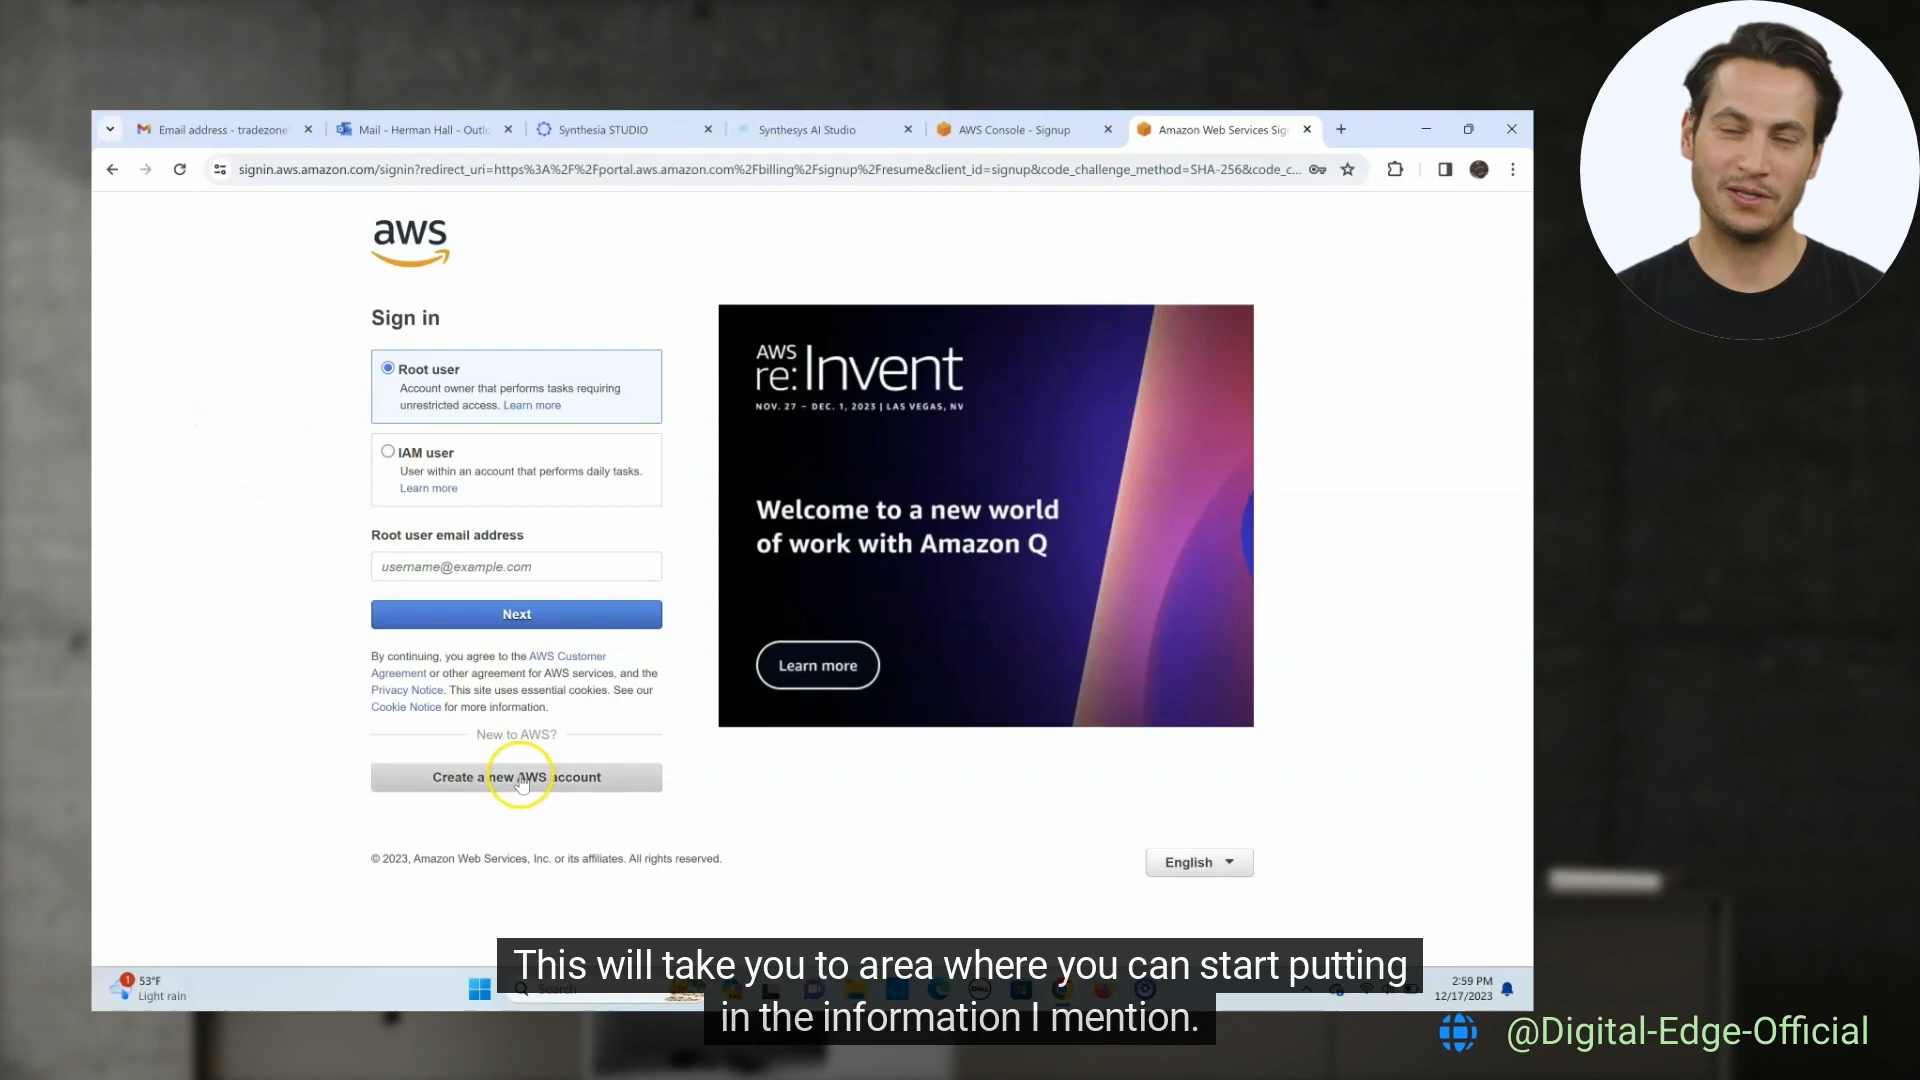 Email address - tradezone
Mail - Herman Hall - Outlo
Synthesia STUDIO
Synthesys AI Studio
AWS Console - Signup
Amazon Web Services Sig
signin.aws.amazon.com/signin?redirect_uri=https%3A%2F%2Fportal.aws.amazon.com%2Fbilling%2Fsignup%2Fresume&client_id=signup&code_challenge_method=SHA-256&code_c...
aws
Sign in
Root user
Account owner that performs tasks requiring
unrestricted access. Learn more
IAM user
User within an account that performs daily tasks.
Learn more
Root user email address
username@example.com
Next
By continuing, you agree to the AWS Customer
Agreement or other agreement for AWS services, and the
Privacy Notice. This site uses essential cookies. See our
Cookie Notice for more information.
New to AWS?
Create a new AWS account
AWS
re:Invent
NOV. 27 – DEC. 1, 2023 | LAS VEGAS, NV
Welcome to a new world
of work with Amazon Q
Learn more
© 2023, Amazon Web Services, Inc. or its affiliates. All rights reserved.
English
1
53°F
Light rain
Search
This will take you to area where you can start putting
in the information I mention.
2:59 PM
12/17/2023
@Digital-Edge-Official